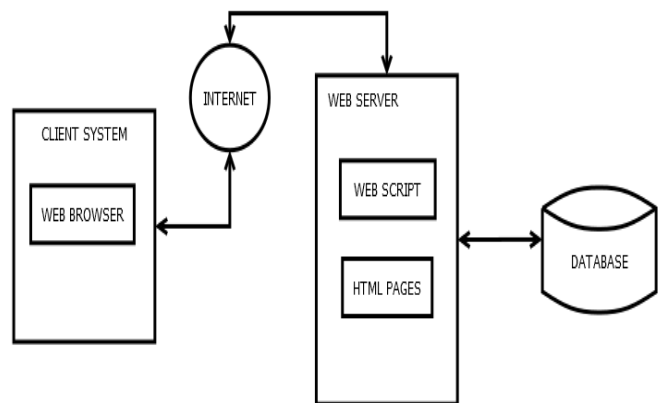 CLIENT SYSTEM
WEB BROWSER
INTERNET
WEB SERVER
WEB SCRIPT
HTML PAGES
DATABASE